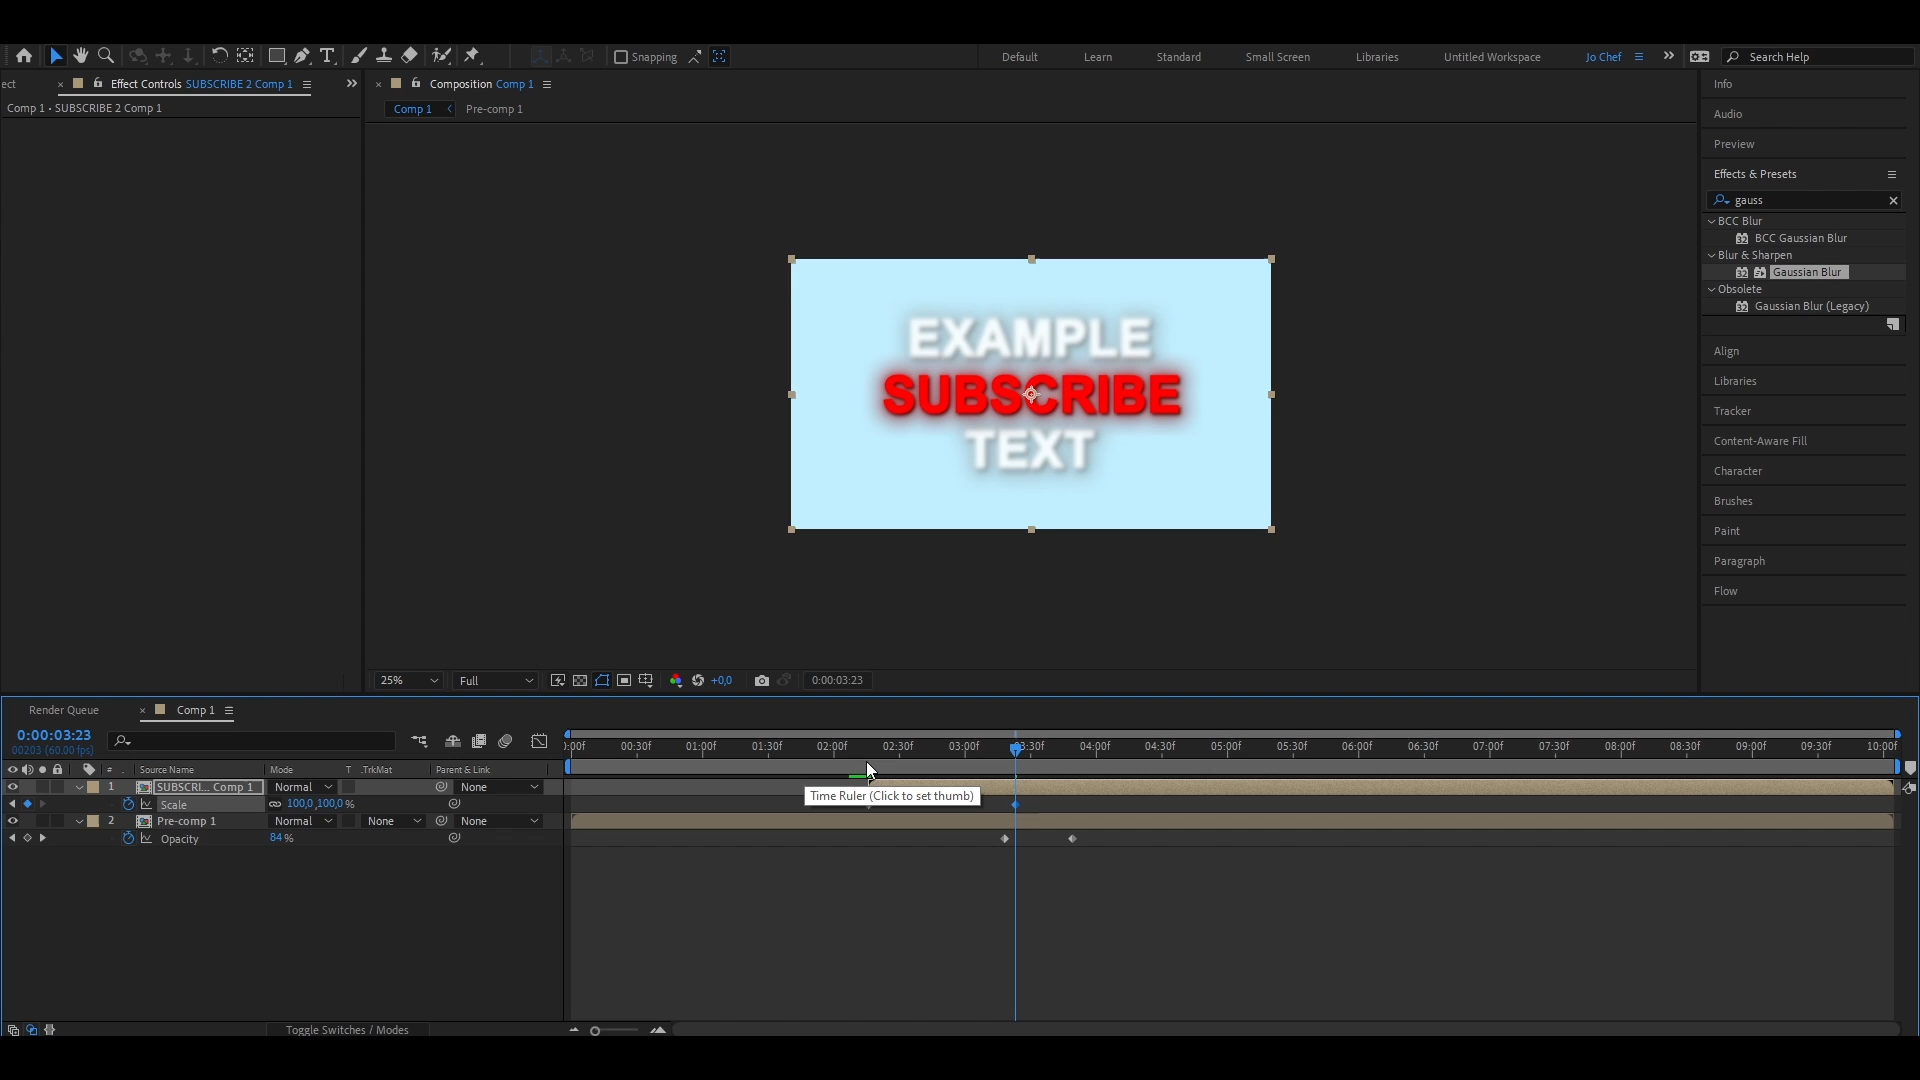 Snapping
Default
Learn
Standard
Small Screen
Libraries
Untitled Workspace
Jo Chef
Search Help
ect
Effect Controls SUBSCRIBE 2 Comp 1
Comp 1 • SUBSCRIBE 2 Comp 1
Composition Comp 1
Comp 1
Pre-comp 1
EXAMPLE
SUBSCRIBE
TEXT
25%
Full
+0,0
0:00:03:23
Info
Audio
Preview
Effects & Presets
gauss
BCC Blur
32 BCC Gaussian Blur
Blur & Sharpen
32 Gaussian Blur
Obsolete
32 Gaussian Blur (Legacy)
Align
Libraries
Tracker
Content-Aware Fill
Character
Brushes
Paint
Paragraph
Flow
Render Queue
Comp 1
0:00:03:23
00203 (60.00 fps)
# . Source Name Mode T .TrkMat Parent & Link
1 SUBSCRI... Comp 1 Normal None
Scale 100,0 ,100,0 %
2 Pre-comp 1 Normal None None
Opacity 84 %
):00f 00:30f 01:00f 01:30f 02:00f 02:30f 03:00f 03:30f 04:00f 04:30f 05:00f 05:30f 06:00f 06:30f 07:00f 07:30f 08:00f 08:30f 09:00f 09:30f 10:00f
Time Ruler (Click to set thumb)
Toggle Switches / Modes